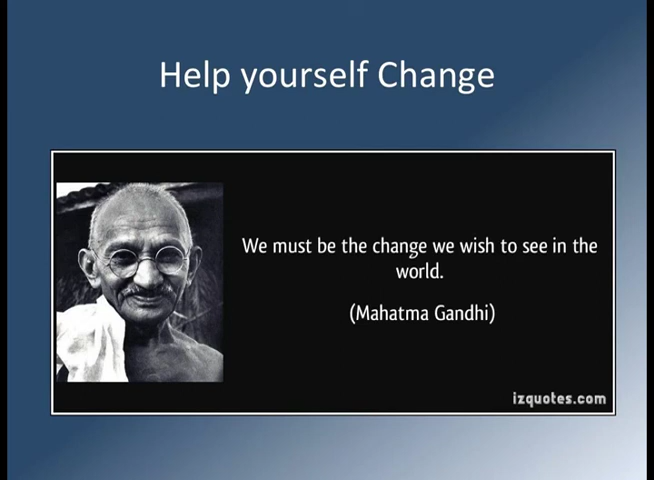 Help yourself Change
We must be the change we wish to see in the
world.
(Mahatma Gandhi)
izquotes.com